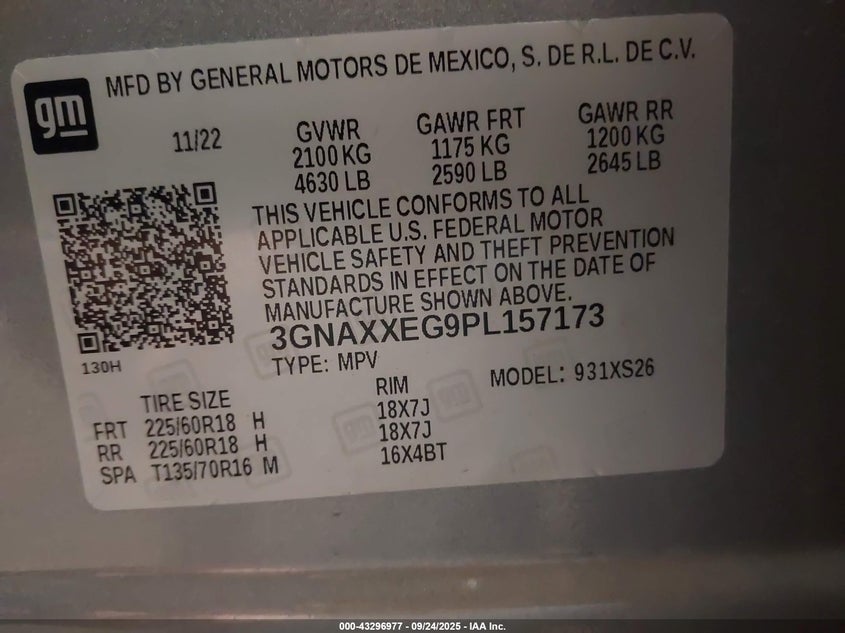 MFD BY GENERAL MOTORS DE MEXICO, S. DE R.L. DE C.V.
gm
11/22
GVWR GAWR FRT GAWR RR
2100 KG 1175 KG 1200 KG
4630 LB 2590 LB 2645 LB
THIS VEHICLE CONFORMS TO ALL
APPLICABLE U.S. FEDERAL MOTOR
VEHICLE SAFETY AND THEFT PREVENTION
STANDARDS IN EFFECT ON THE DATE OF
MANUFACTURE SHOWN ABOVE.
3GNAXXEG9PL157173
130H
TYPE: MPV MODEL: 931XS26
TIRE SIZE RIM
FRT 225/60R18 H 18X7J
RR 225/60R18 H 18X7J
SPA T135/70R16 M 16X4BT
000-43296977 - 09/24/2025 - IAA Inc.